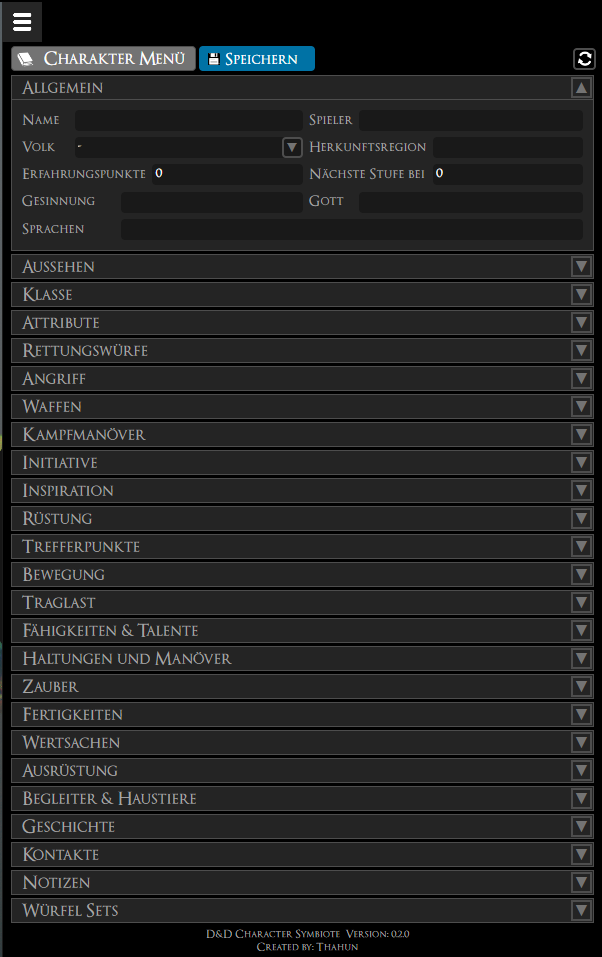 Charakter Menü Speichern
Allgemein
Name Spieler
Volk - Herkunftsregion
Erfahrungspunkte 0 Nächste Stufe bei 0
Gesinnung Gott
Sprachen
Aussehen
Klasse
Attribute
Rettungswürfe
Angriff
Waffen
Kampfmanöver
Initiative
Inspiration
Rüstung
Trefferpunkte
Bewegung
Traglast
Fähigkeiten & Talente
Haltungen und Manöver
Zauber
Fertigkeiten
Wertsachen
Ausrüstung
Begleiter & Haustiere
Geschichte
Kontakte
Notizen
Würfel Sets
D&D Character Symbiote Version: 0.2.0
Created by: Thahun